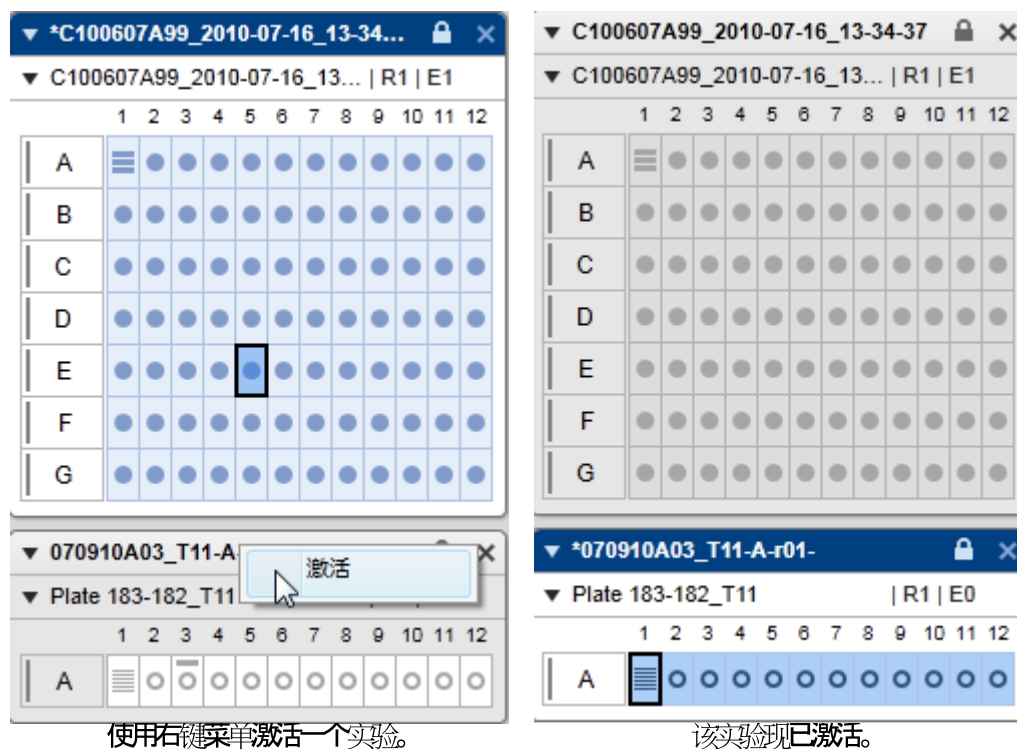 *C100607A99_2010-07-16_13-34...
C100607A99_2010-07-16_13... | R1 | E1
1 2 3 4 5 6 7 8 9 10 11 12
A
B
C
D
E
F
G
070910A03_T11-A-
激活
Plate 183-182_T11
1 2 3 4 5 6 7 8 9 10 11 12
A
使用右键菜单激活一个实验。
C100607A99_2010-07-16_13-34-37
C100607A99_2010-07-16_13... | R1 | E1
1 2 3 4 5 6 7 8 9 10 11 12
A
B
C
D
E
F
G
*070910A03_T11-A-r01-
Plate 183-182_T11 | R1 | E0
1 2 3 4 5 6 7 8 9 10 11 12
A
该实验现已激活。